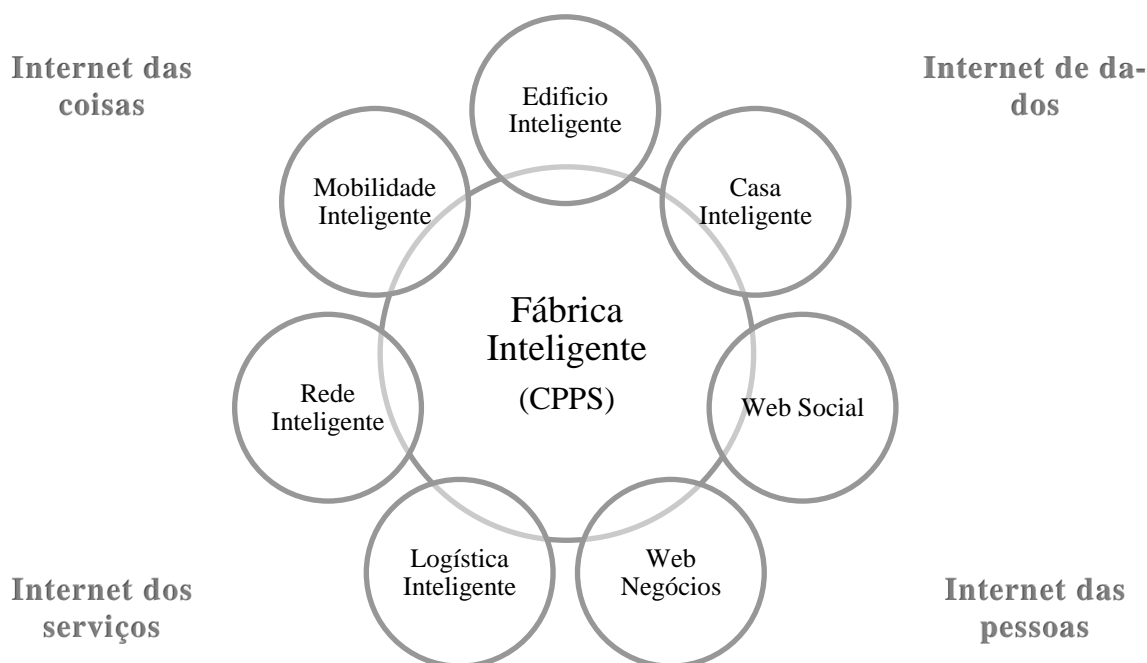 Internet das
coisas
Internet de da-
dos
Edificio
Inteligente
Mobilidade
Inteligente
Casa
Inteligente
Fábrica
Inteligente
(CPPS)
Rede
Inteligente
Web Social
Logística
Inteligente
Web
Negócios
Internet dos
serviços
Internet das
pessoas